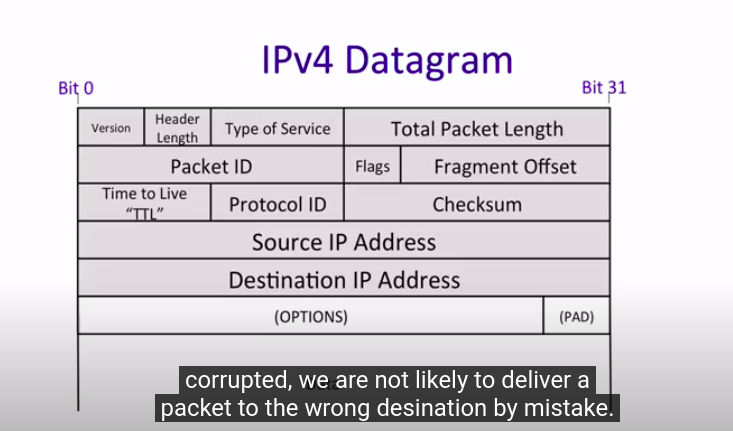 IPv4 Datagram
Bit 0
Bit 31
Version
Header
Length
Type of Service
Total Packet Length
Packet ID
Flags
Fragment Offset
Time to Live
“TTL”
Protocol ID
Checksum
Source IP Address
Destination IP Address
(OPTIONS)
(PAD)
corrupted, we are not likely to deliver a
packet to the wrong desination by mistake.